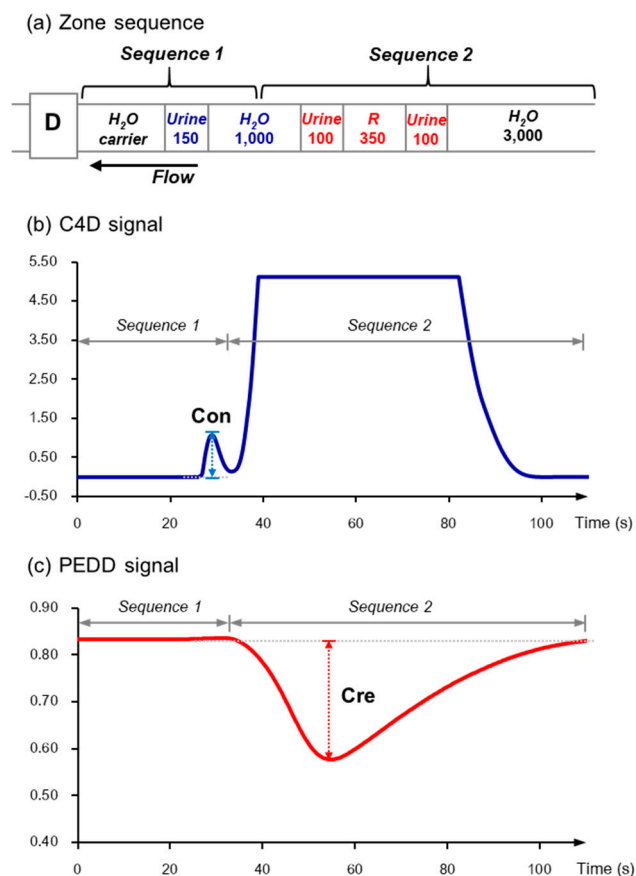 (a) Zone sequence
Sequence 1 Sequence 2
D H2O carrier Urine 150 H2O 1,000 Urine 100 R 350 Urine 100 H2O 3,000
Flow
(b) C4D signal
5.50
4.50
3.50
2.50
1.50
0.50
-0.50
Sequence 1 Sequence 2
Con
0 20 40 60 80 100 Time (s)
(c) PEDD signal
0.90
0.80
0.70
0.60
0.50
0.40
Sequence 1 Sequence 2
Cre
0 20 40 60 80 100 Time (s)